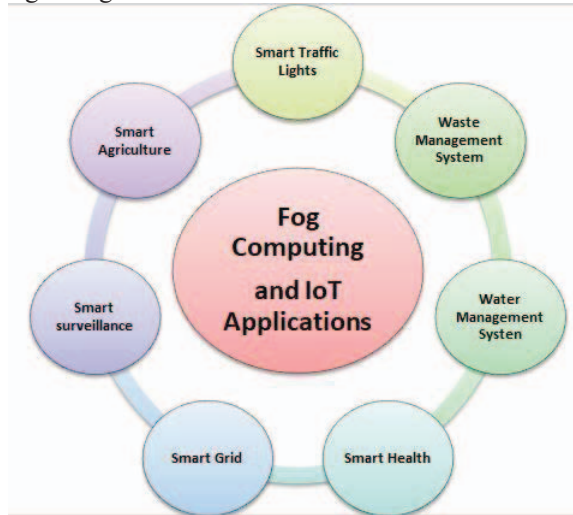 Smart Traffic
Lights
Waste
Management
System
Water
Management
Systen
Smart Health
Smart Grid
Smart
surveillance
Smart
Agriculture
Fog
Computing
and IoT
Applications